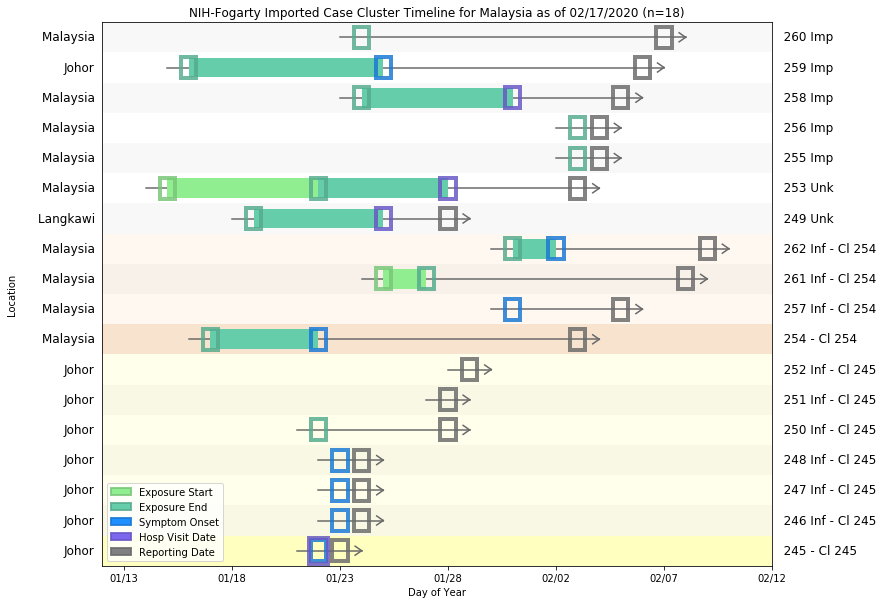 NIH-Fogarty Imported Case Cluster Timeline for Malaysia as of 02/17/2020 (n=18)
Malaysia 260 Imp
Johor 259 Imp
Malaysia 258 Imp
Malaysia 256 Imp
Malaysia 255 Imp
Malaysia 253 Unk
Langkawi 249 Unk
Malaysia 262 Inf - Cl 254
Malaysia 261 Inf - Cl 254
Malaysia 257 Inf - Cl 254
Malaysia 254 - Cl 254
Johor 252 Inf - Cl 245
Johor 251 Inf - Cl 245
Johor 250 Inf - Cl 245
Johor 248 Inf - Cl 245
Johor 247 Inf - Cl 245
Johor 246 Inf - Cl 245
Johor 245 - Cl 245
Location
Exposure Start
Exposure End
Symptom Onset
Hosp Visit Date
Reporting Date
01/13 01/18 01/23 01/28 02/02 02/07 02/12
Day of Year